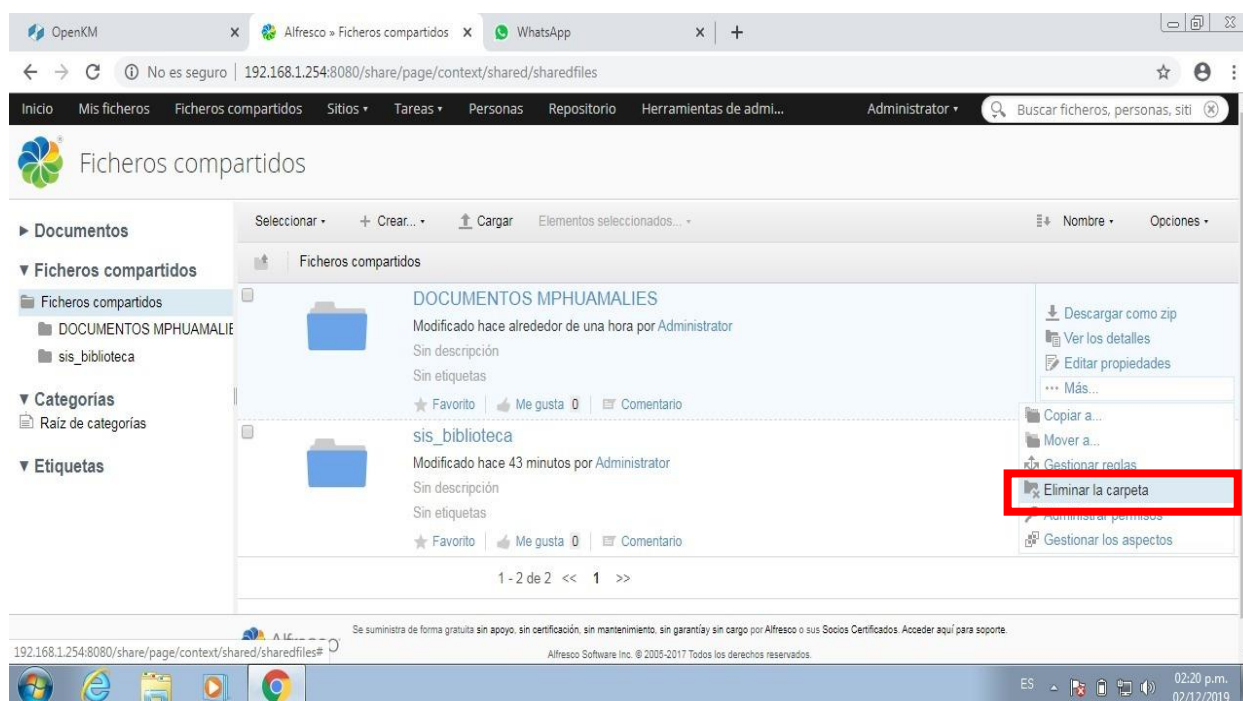 OpenKM
Alfresco » Ficheros compartidos
WhatsApp
No es seguro | 192.168.1.254:8080/share/page/context/shared/sharedfiles
Inicio Mis ficheros Ficheros compartidos Sitios Tareas Personas Repositorio Herramientas de admi... Administrator Buscar ficheros, personas, siti
Ficheros compartidos
Documentos
Ficheros compartidos
Ficheros compartidos
DOCUMENTOS MPHUAMALIE
sis_biblioteca
Categorías
Raíz de categorías
Etiquetas
Seleccionar + Crear... Cargar Elementos seleccionados... Nombre Opciones
Ficheros compartidos
DOCUMENTOS MPHUAMALIES
Modificado hace alrededor de una hora por Administrator
Sin descripción
Sin etiquetas
Favorito Me gusta 0 Comentario
sis_biblioteca
Modificado hace 43 minutos por Administrator
Sin descripción
Sin etiquetas
Favorito Me gusta 0 Comentario
Descargar como zip
Ver los detalles
Editar propiedades
Más...
Copiar a...
Mover a...
Gestionar reglas
Eliminar la carpeta
Administrar permisos
Gestionar los aspectos
1 - 2 de 2 << 1 >>
Se suministra de forma gratuita sin apoyo, sin certificación, sin mantenimiento, sin garantíay sin cargo por Alfresco o sus Socios Certificados. Acceder aquí para soporte.
Alfresco Software Inc. © 2005-2017 Todos los derechos reservados.
192.168.1.254:8080/share/page/context/shared/sharedfiles#
ES
02:20 p.m.
02/12/2019